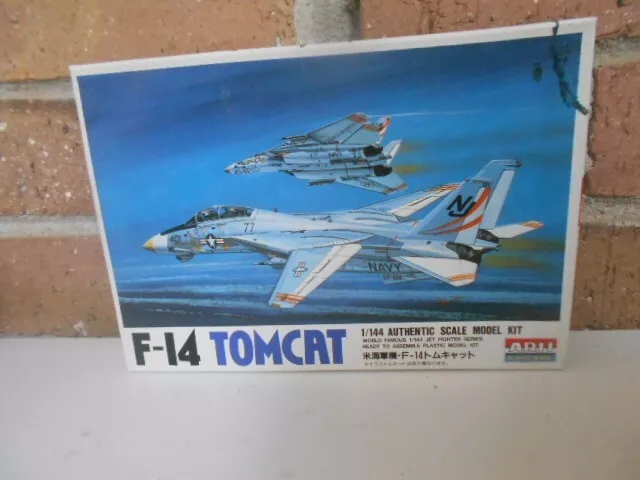 NJ
77
NAVY
F-14 TOMCAT
1/144 AUTHENTIC SCALE MODEL KIT
WORLD FAMOUS 1/144 JET FIGHTER SERIES
READY TO ASSEMBLE PLASTIC MODEL KIT
米海軍機・F-14トムキャット
ARII